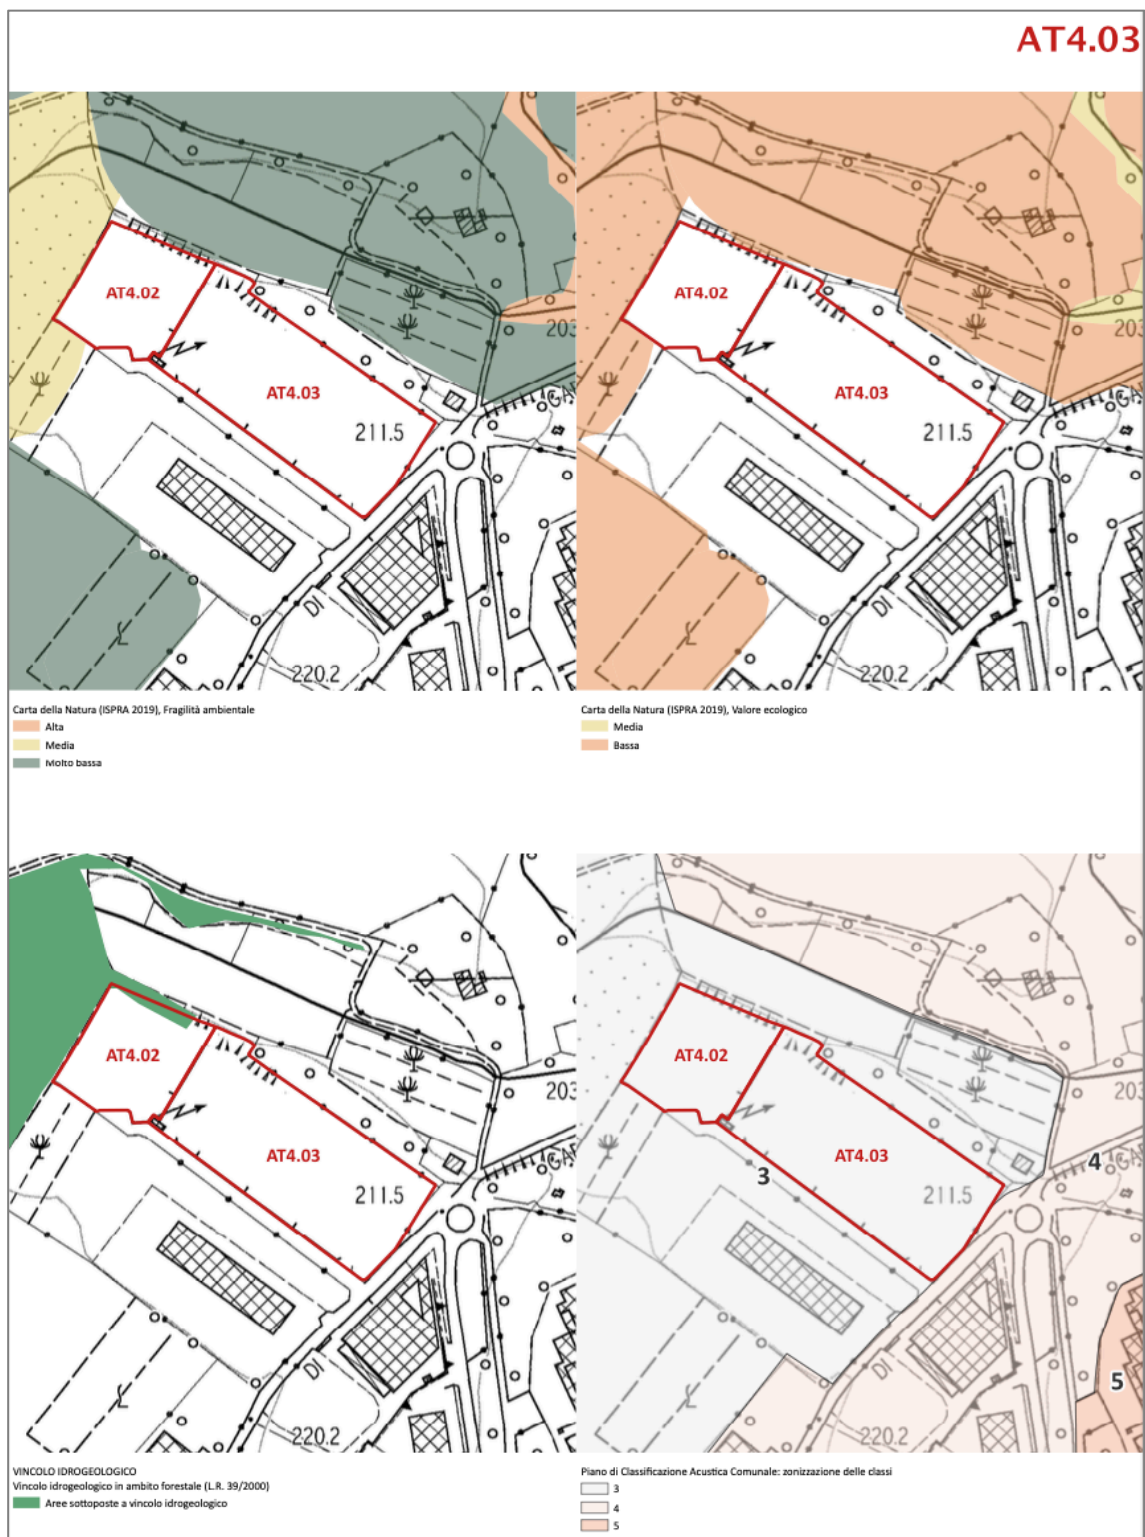 AT4.03
AT4.02
AT4.03
211.5
203
GA
DI
220.2
AT4.02
AT4.03
211.5
203
GA
DI
220.2
Carta della Natura (ISPRA 2019), Fragilità ambientale
Alta
Media
Molto bassa
Carta della Natura (ISPRA 2019), Valore ecologico
Media
Bassa
AT4.02
AT4.03
211.5
203
GA
DI
220.2
AT4.02
AT4.03
3
4
5
211.5
203
GA
DI
220.2
VINCOLO IDROGEOLOGICO
Vincolo idrogeologico in ambito forestale (L.R. 39/2000)
Aree sottoposte a vincolo idrogeologico
Piano di Classificazione Acustica Comunale: zonizzazione delle classi
3
4
5